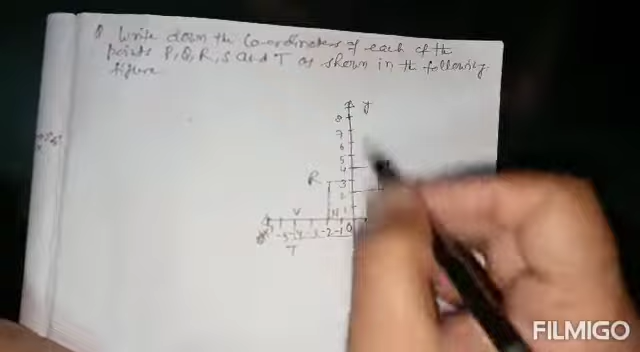 Q Write down the Co-ordinates of each of the
points P, Q, R, S and T as shown in the following
figure
y
8
7
6
5
4
R 3
2
V N 1
-5 -4 -3 -2 -1 0
T
FILMIGO